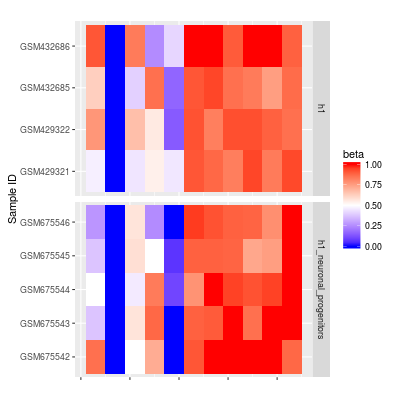 GSM432686
GSM432685
GSM429322
GSM429321
h1
GSM675546
GSM675545
GSM675544
GSM675543
GSM675542
h1_neuronal_progenitors
Sample ID
beta
1.00
0.75
0.50
0.25
0.00